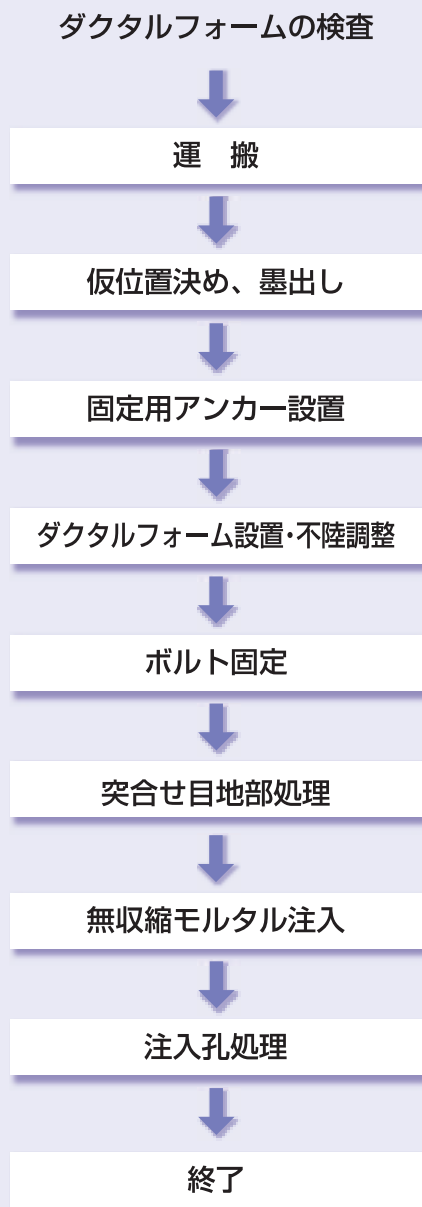 ダクタルフォームの検査
運　搬
仮位置決め、墨出し
固定用アンカー設置
ダクタルフォーム設置・不陸調整
ボルト固定
突合せ目地部処理
無収縮モルタル注入
注入孔処理
終了